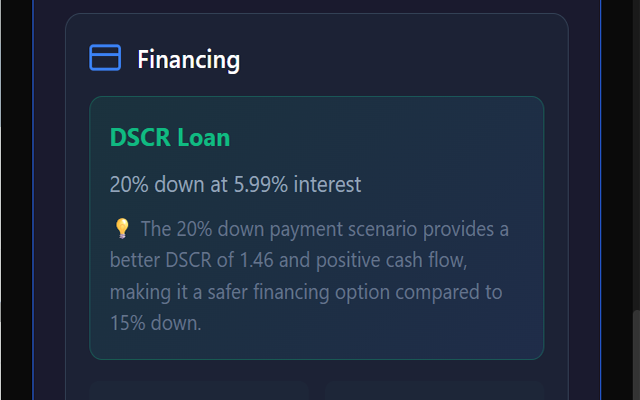 Financing
DSCR Loan
20% down at 5.99% interest
💡 The 20% down payment scenario provides a
better DSCR of 1.46 and positive cash flow,
making it a safer financing option compared to
15% down.